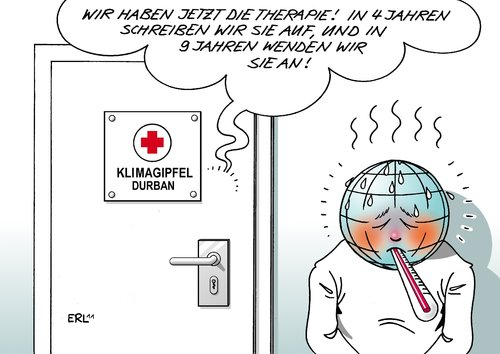 WIR HABEN JETZT DIE THERAPIE! IN 4 JAHREN
SCHREIBEN WIR SIE AUF, UND IN
9 JAHREN WENDEN WIR
SIE AN!
KLIMAGIPFEL
DURBAN
ERL11